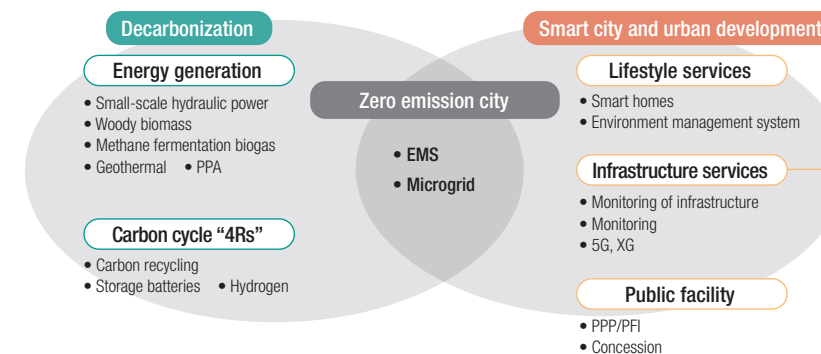 Decarbonization
Energy generation
• Small-scale hydraulic power
• Woody biomass
• Methane fermentation biogas
• Geothermal • PPA
Carbon cycle “4Rs”
• Carbon recycling
• Storage batteries • Hydrogen
Zero emission city
• EMS
• Microgrid
Smart city and urban development
Lifestyle services
• Smart homes
• Environment management system
Infrastructure services
• Monitoring of infrastructure
• Monitoring
• 5G, XG
Public facility
• PPP/PFI
• Concession